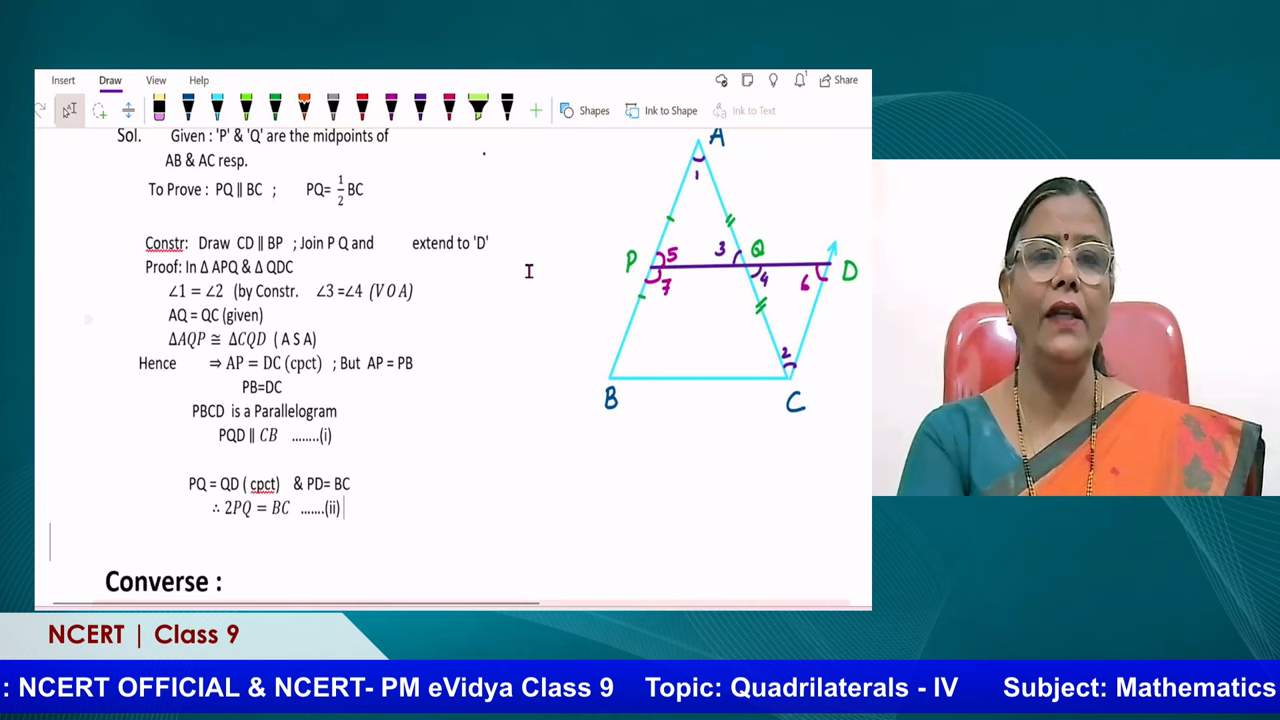 Insert Draw View Help Share
Shapes Ink to Shape Ink to Text
Sol. Given : 'P' & 'Q' are the midpoints of
AB & AC resp.
To Prove : PQ ∥ BC ; PQ= 1/2 BC
Constr: Draw CD ∥ BP ; Join P Q and extend to 'D'
Proof: In Δ APQ & Δ QDC
∠1 = ∠2 (by Constr. ∠3 =∠4 (V O A)
AQ = QC (given)
ΔAQP ≅ ΔCQD ( A S A)
Hence ⇒ AP = DC (cpct) ; But AP = PB
PB=DC
PBCD is a Parallelogram
PQD ∥ CB ........(i)
PQ = QD ( cpct) & PD= BC
∴ 2PQ = BC .......(ii)
Converse :
A
1
P 5 3 Q D
7 4 6
2
B C
NCERT | Class 9
: NCERT OFFICIAL & NCERT- PM eVidya Class 9 Topic: Quadrilaterals - IV Subject: Mathematics